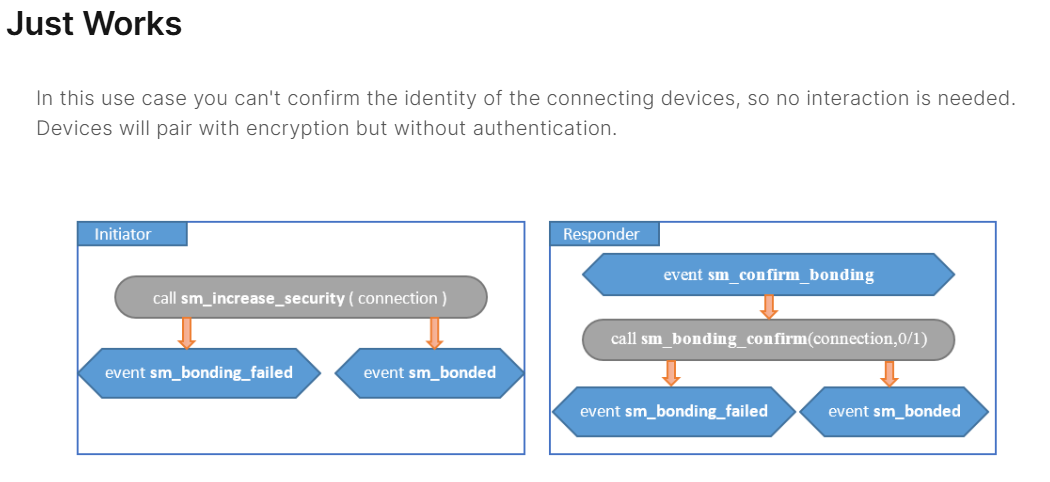 Just Works
In this use case you can't confirm the identity of the connecting devices, so no interaction is needed.
Devices will pair with encryption but without authentication.
Initiator
call sm_increase_security ( connection )
event sm_bonding_failed
event sm_bonded
Responder
event sm_confirm_bonding
call sm_bonding_confirm(connection,0/1)
event sm_bonding_failed
event sm_bonded